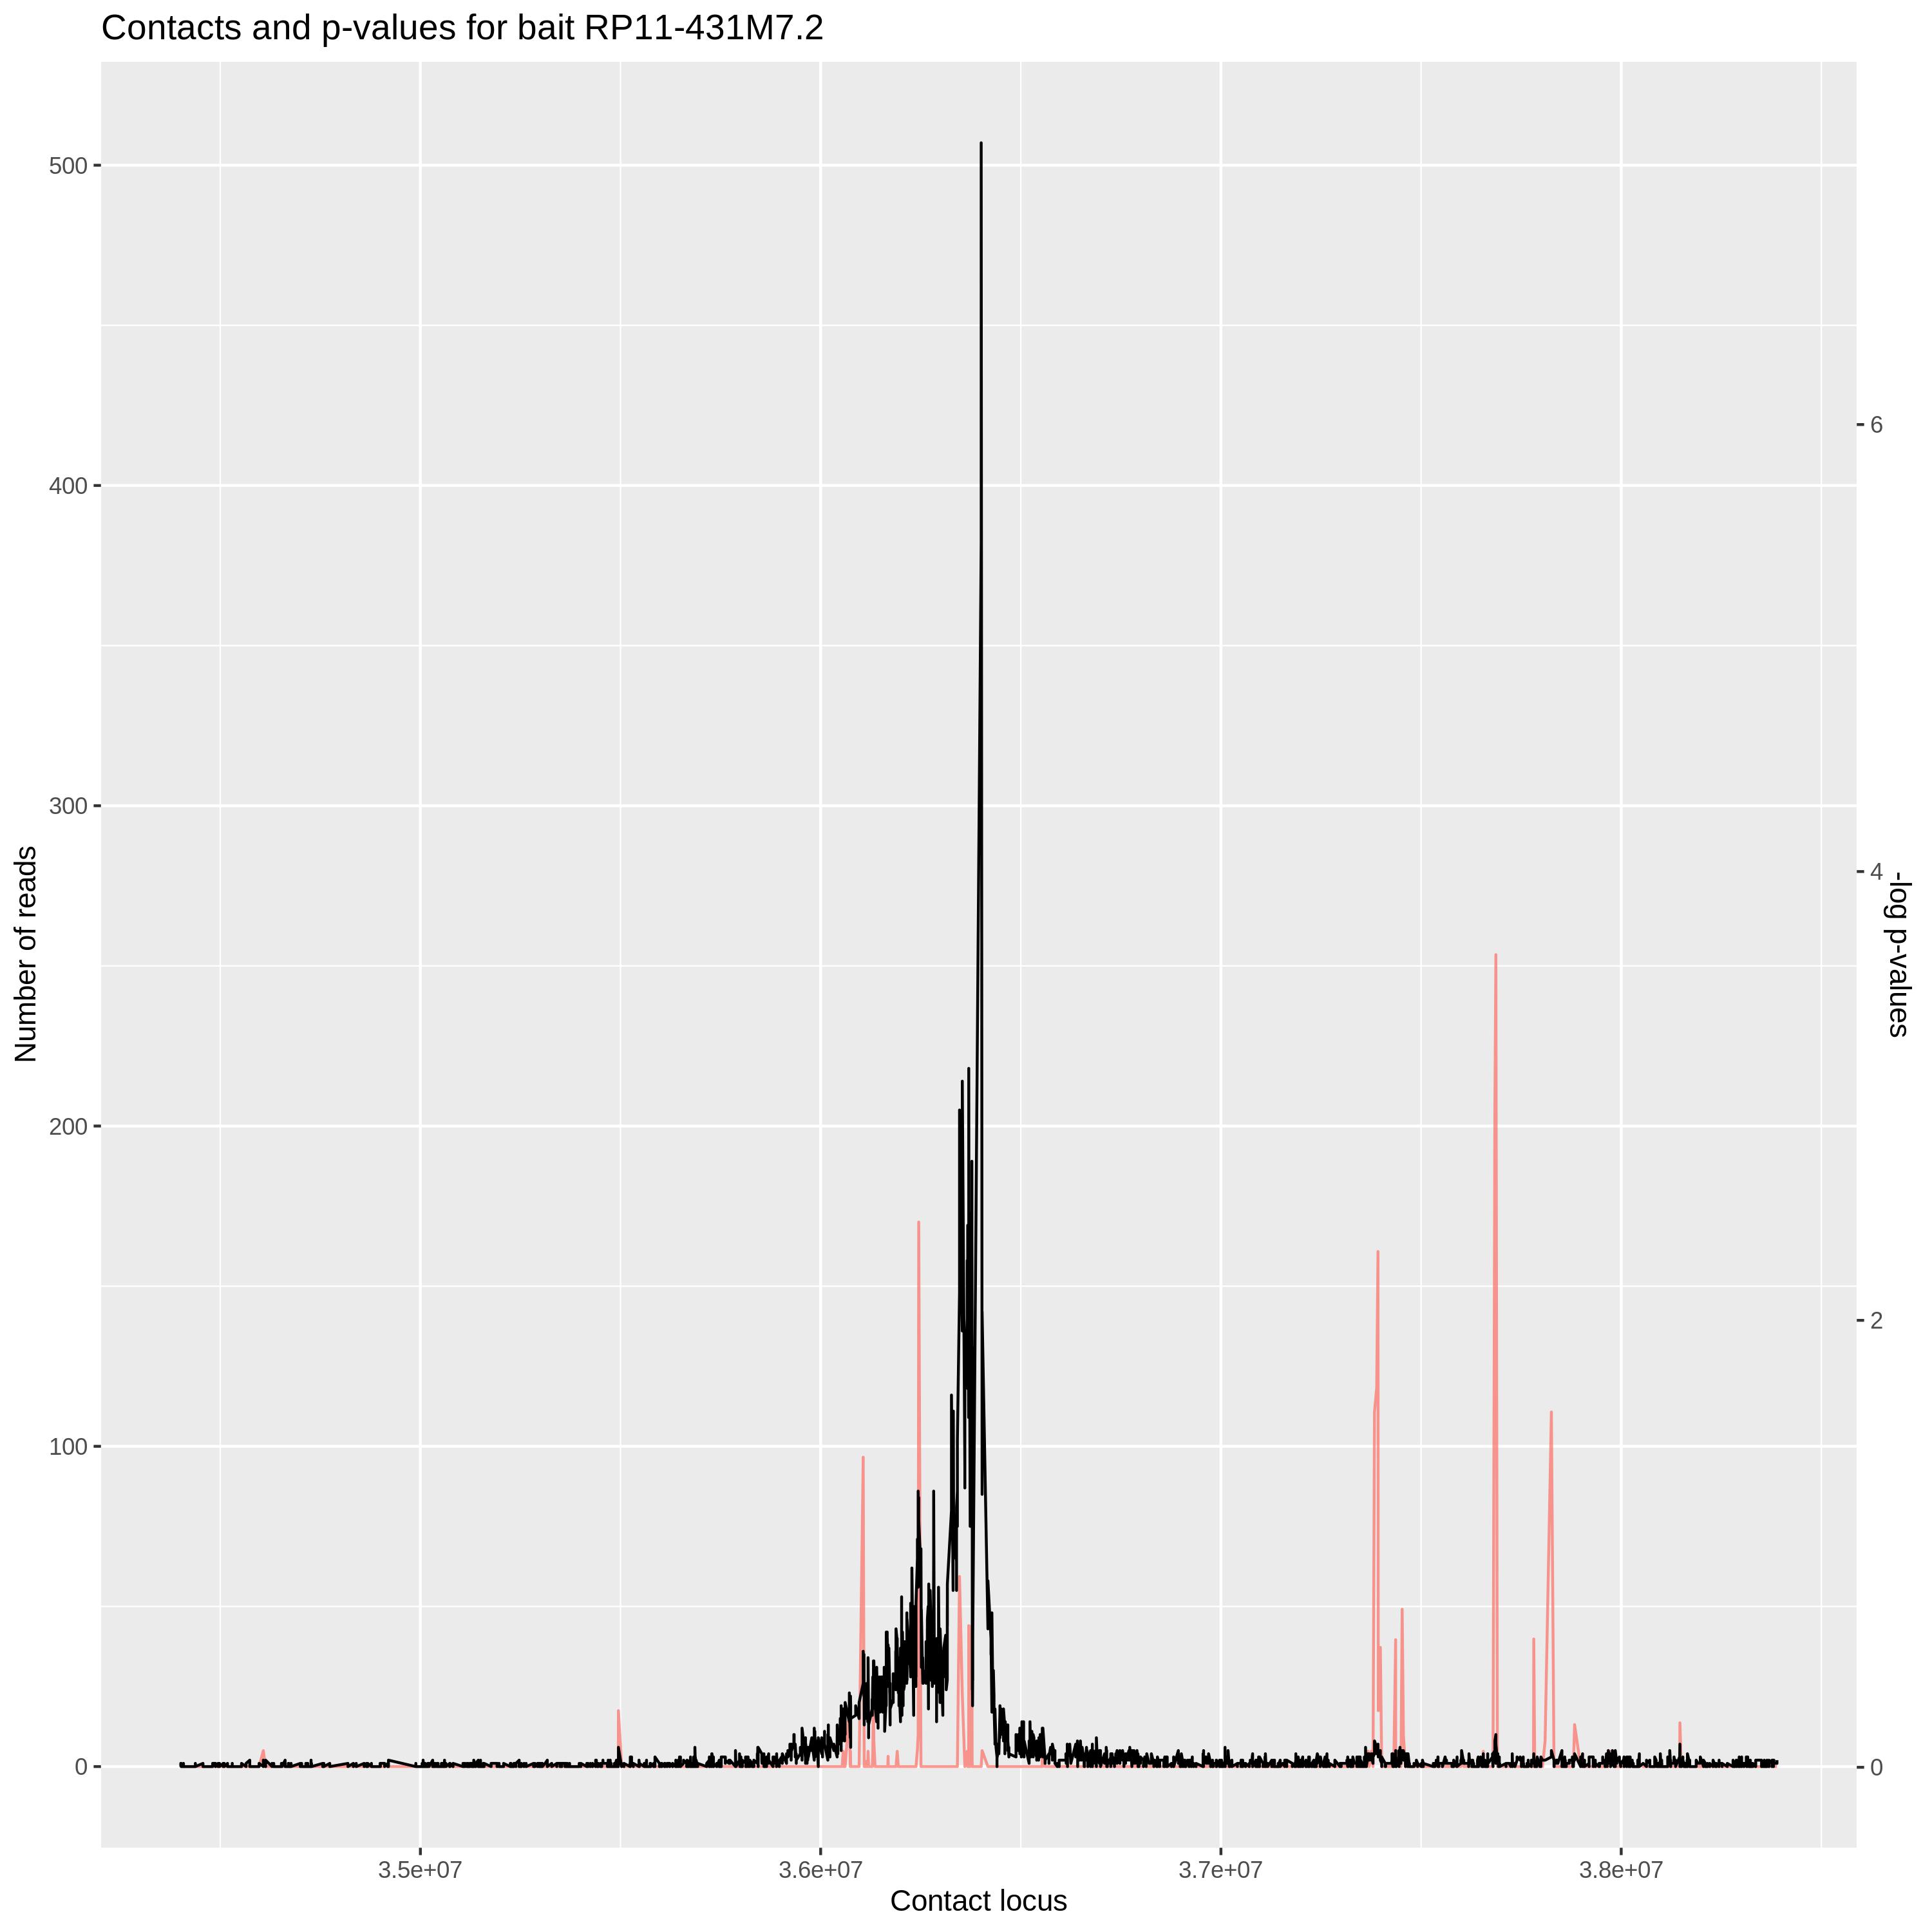 Contacts and p-values for bait RP11-431M7.2
500
400
300
200
100
0
Number of reads
6
4
2
0
-log p-values
3.5e+07
3.6e+07
3.7e+07
3.8e+07
Contact locus